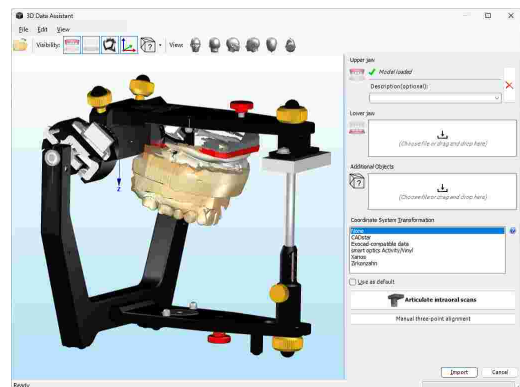 3D Data Assistant
File Edit View
Visibility: View:
Upper jaw
Model loaded
Description(optional):
Lower jaw
(Choose file or drag and drop here)
Additional Objects
(Choose file or drag and drop here)
Coordinate System Transformation
None
CADstar
Exocad-compatible data
smart optics Activity/Vinyl
Xanos
Zirkonzahn
Use as default
Articulate intraoral scans
Manual three-point alignment
Import Cancel
Ready
z